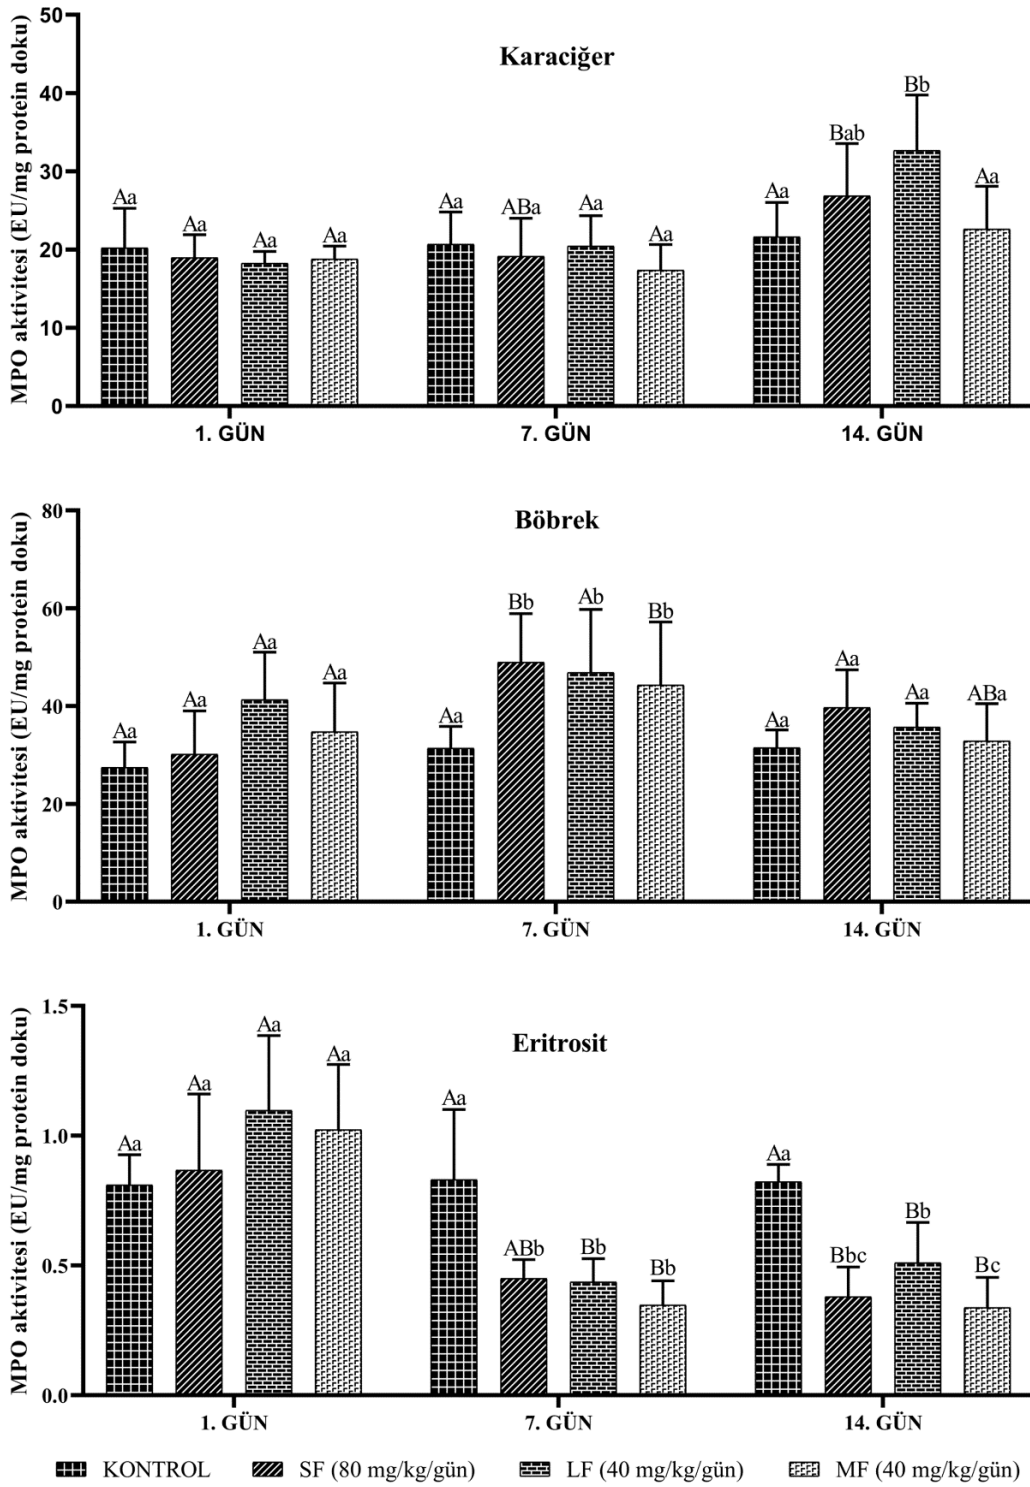 Karaciğer
MPO aktivitesi (EU/mg protein doku)
50
40
30
20
10
0
Aa Aa Aa Aa
Aa ABa Aa Aa
Aa Bab Bb Aa
1. GÜN 7. GÜN 14. GÜN
Böbrek
MPO aktivitesi (EU/mg protein doku)
80
60
40
20
0
Aa Aa Aa Aa
Aa Bb Ab Bb
Aa Aa Aa ABa
1. GÜN 7. GÜN 14. GÜN
Eritrosit
MPO aktivitesi (EU/mg protein doku)
1.5
1.0
0.5
0.0
Aa Aa Aa Aa
Aa ABb Bb Bb
Aa Bbc Bb Bc
1. GÜN 7. GÜN 14. GÜN
KONTROL SF (80 mg/kg/gün) LF (40 mg/kg/gün) MF (40 mg/kg/gün)